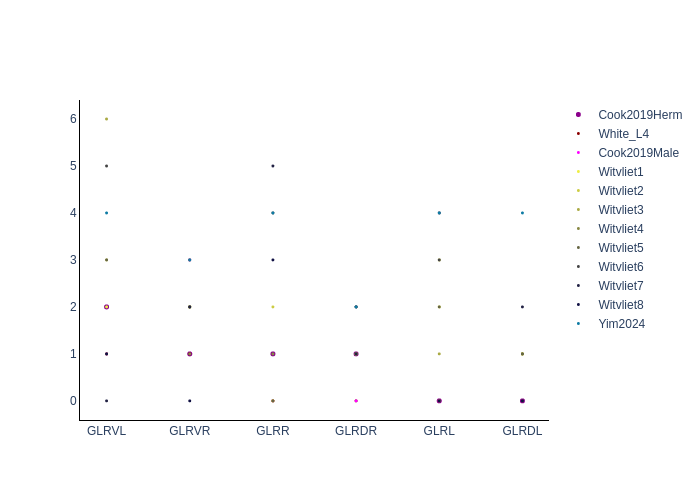 6
5
4
3
2
1
0
GLRVL GLRVR GLRR GLRDR GLRL GLRDL
Cook2019Herm
White_L4
Cook2019Male
Witvliet1
Witvliet2
Witvliet3
Witvliet4
Witvliet5
Witvliet6
Witvliet7
Witvliet8
Yim2024